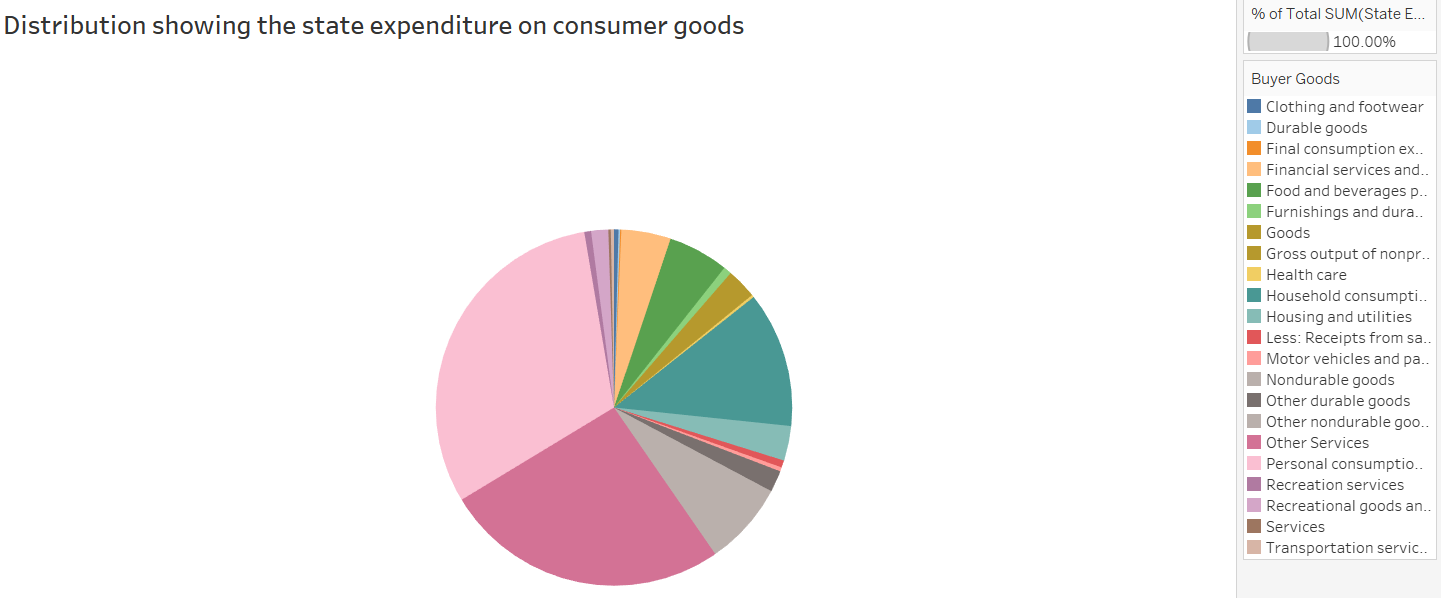 Distribution showing the state expenditure on consumer goods
% of Total SUM(State E...
100.00%
Buyer Goods
Clothing and footwear
Durable goods
Final consumption ex..
Financial services and..
Food and beverages p..
Furnishings and dura..
Goods
Gross output of nonpr..
Health care
Household consumpti..
Housing and utilities
Less: Receipts from sa..
Motor vehicles and pa..
Nondurable goods
Other durable goods
Other nondurable goo..
Other Services
Personal consumptio..
Recreation services
Recreational goods an..
Services
Transportation servic..